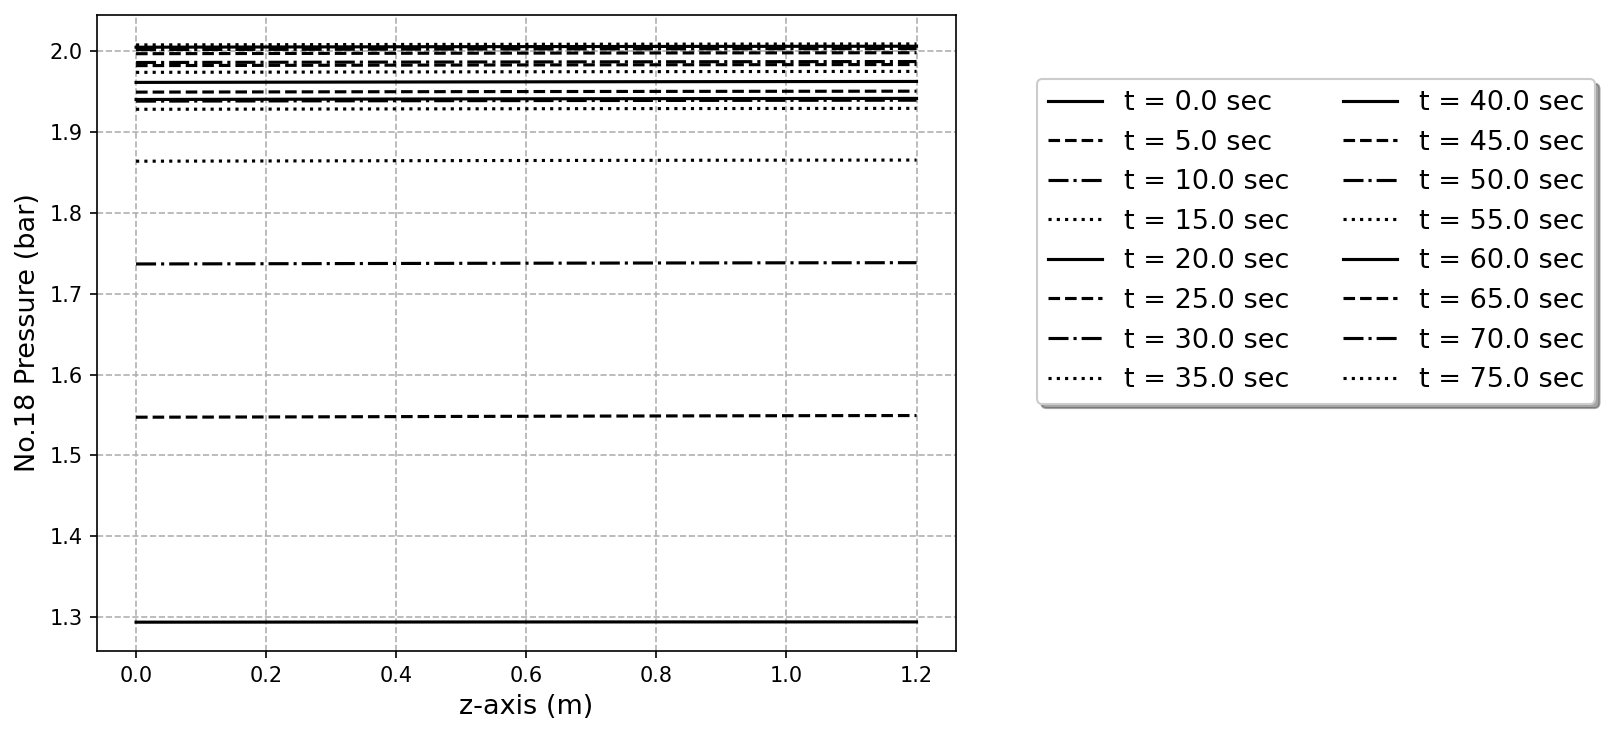 2.0
1.9
1.8
1.7
1.6
1.5
1.4
1.3
No.18 Pressure (bar)
0.0 0.2 0.4 0.6 0.8 1.0 1.2
z-axis (m)
t = 0.0 sec
t = 5.0 sec
t = 10.0 sec
t = 15.0 sec
t = 20.0 sec
t = 25.0 sec
t = 30.0 sec
t = 35.0 sec
t = 40.0 sec
t = 45.0 sec
t = 50.0 sec
t = 55.0 sec
t = 60.0 sec
t = 65.0 sec
t = 70.0 sec
t = 75.0 sec